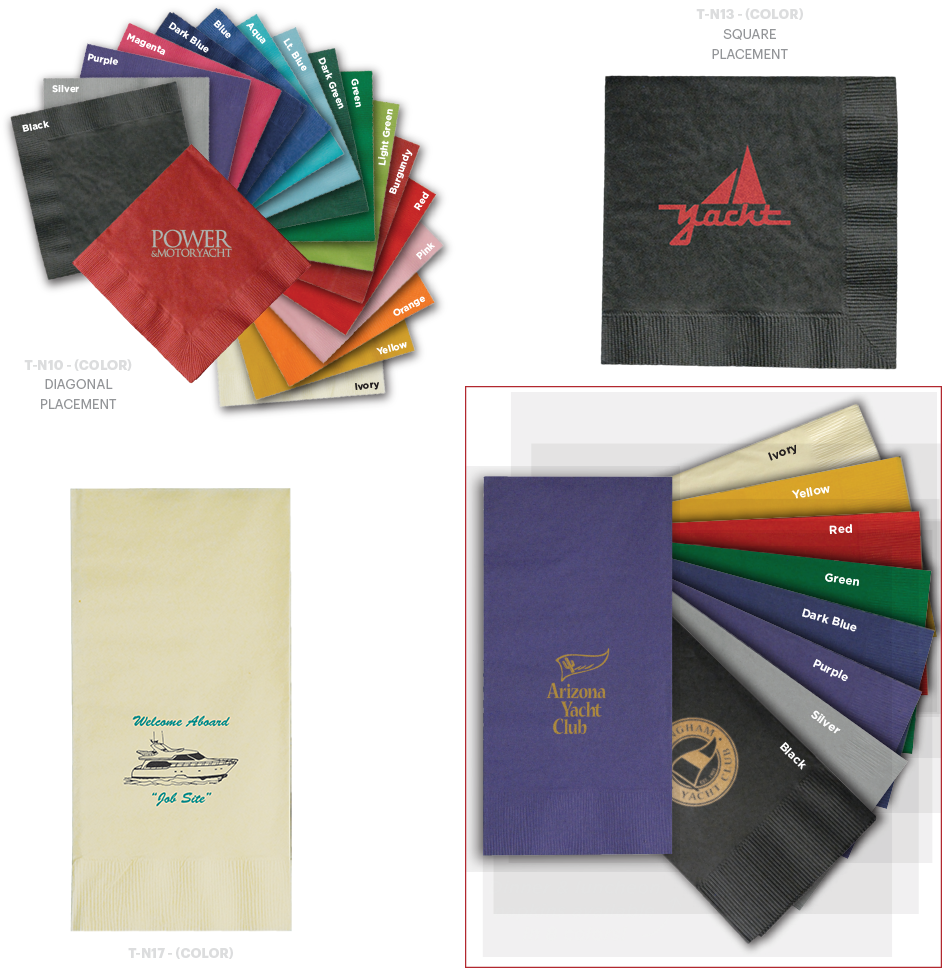 T-N13 - (COLOR)
SQUARE
PLACEMENT
Black
Silver
Purple
Magenta
Dark Blue
Blue
Aqua
Lt. Blue
Dark Green
Green
Light Green
Burgundy
Red
Pink
Orange
Yellow
Ivory
POWER
&MOTORYACHT
yacht
T-N10 - (COLOR)
DIAGONAL
PLACEMENT
Ivory
Yellow
Red
Green
Dark Blue
Purple
Silver
Black
Arizona
Yacht
Club
NGHAM • 
YACHT CLUB
Welcome Aboard
"Job Site"
T-N17 - (COLOR)